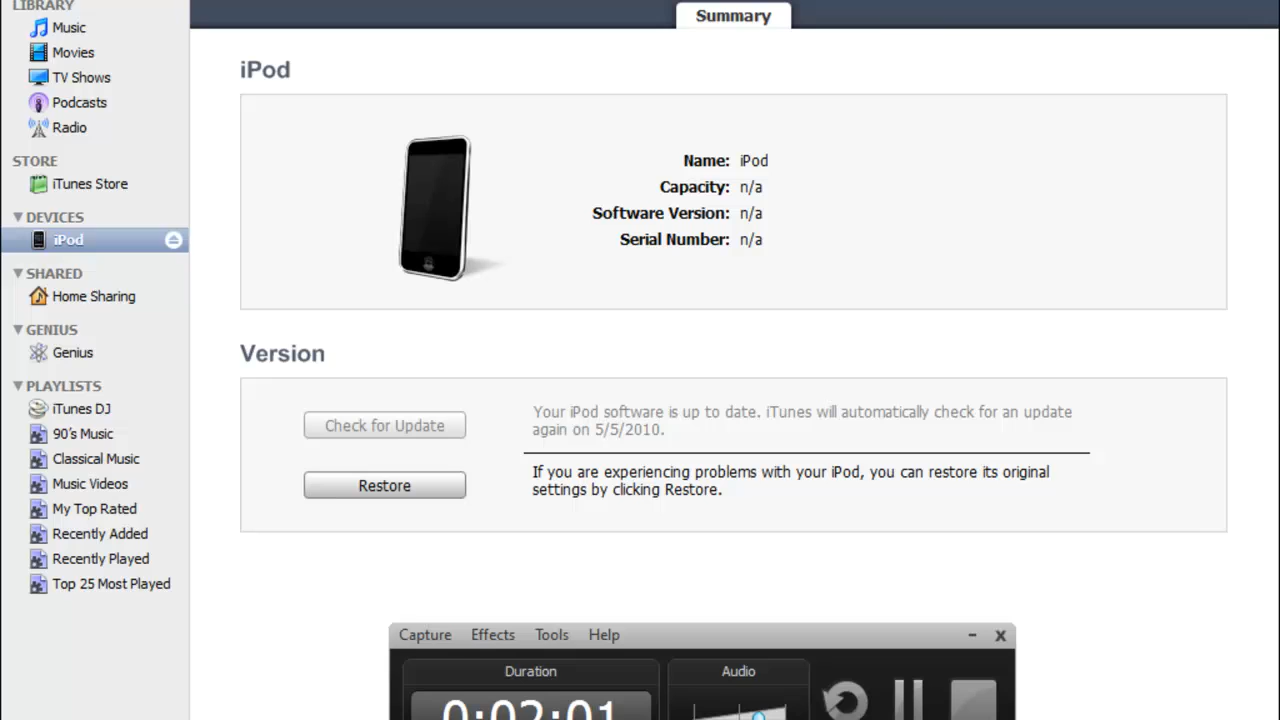 LIBRARY
Music
Movies
TV Shows
Podcasts
Radio
STORE
iTunes Store
DEVICES
iPod
SHARED
Home Sharing
GENIUS
Genius
PLAYLISTS
iTunes DJ
90's Music
Classical Music
Music Videos
My Top Rated
Recently Added
Recently Played
Top 25 Most Played
Summary
iPod
Name: iPod
Capacity: n/a
Software Version: n/a
Serial Number: n/a
Version
Check for Update
Your iPod software is up to date. iTunes will automatically check for an update
again on 5/5/2010.
Restore
If you are experiencing problems with your iPod, you can restore its original
settings by clicking Restore.
Capture Effects Tools Help
Duration
Audio
0:02:01